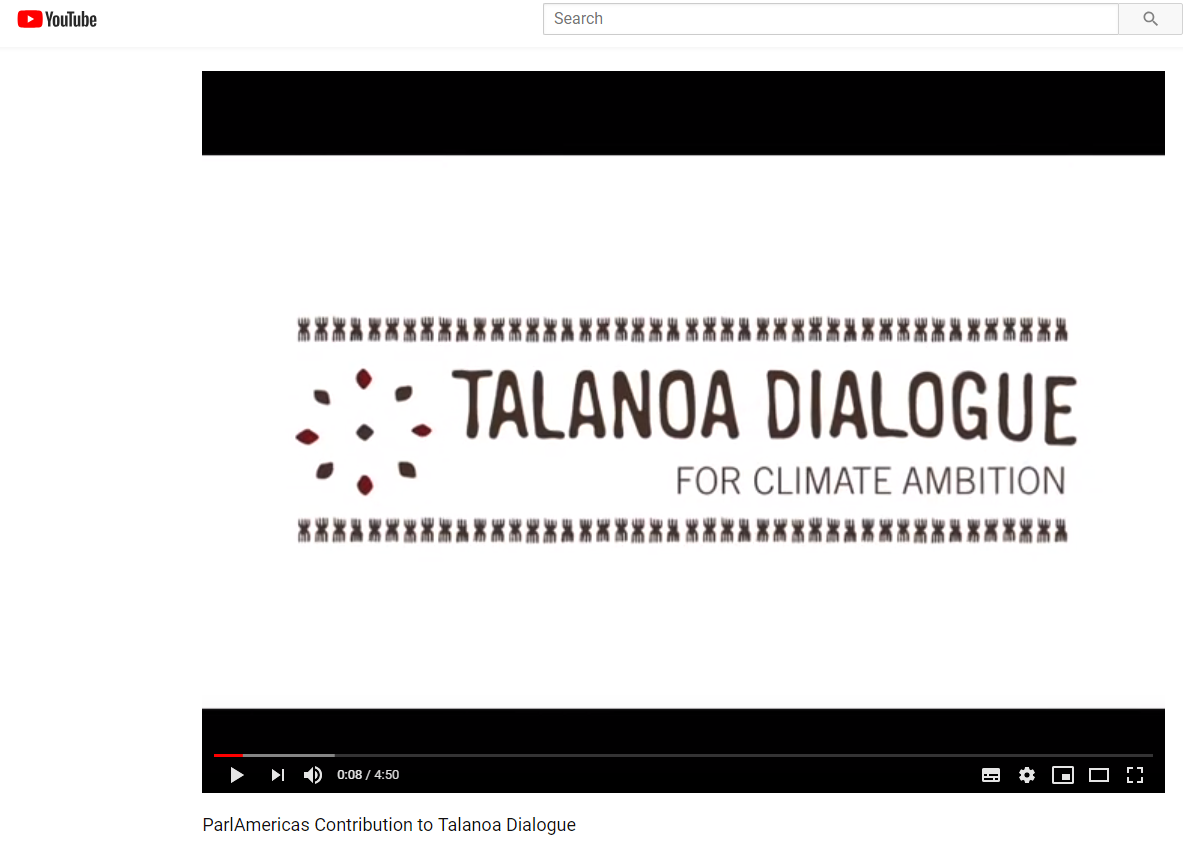 YouTube
Search
TALANOA DIALOGUE
FOR CLIMATE AMBITION
0:08 / 4:50
ParlAmericas Contribution to Talanoa Dialogue